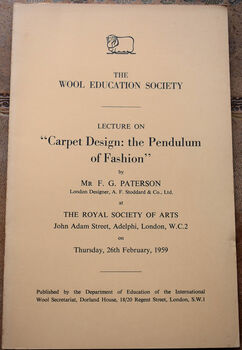 THE
WOOL EDUCATION SOCIETY
LECTURE ON
"Carpet Design: the Pendulum
of Fashion"
by
MR F. G. PATERSON
London Designer, A. F. Stoddard & Co., Ltd.
at
THE ROYAL SOCIETY OF ARTS
John Adam Street, Adelphi, London, W.C.2
on
Thursday, 26th February, 1959
Published by the Department of Education of the International
Wool Secretariat, Dorland House, 18/20 Regent Street, London, S.W.1